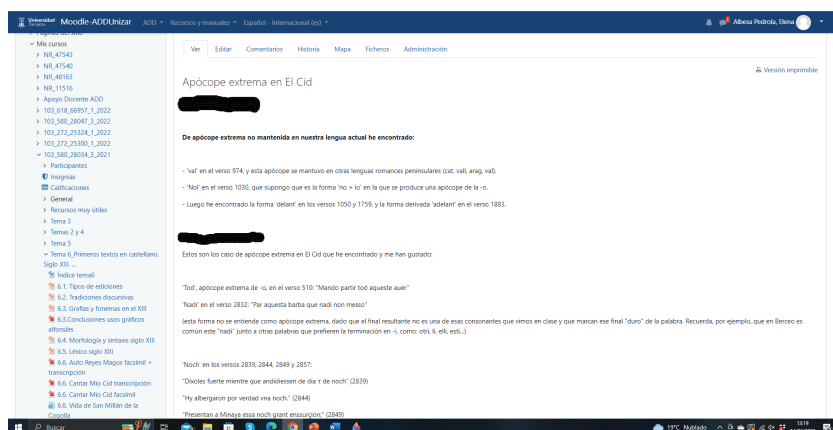 Universidad Zaragoza Moodle-ADDUnizar ADD Recursos y manuales Español - Internacional (es) Albesa Pedrola, Elena
Mis cursos
NR_47543
NR_47540
NR_48163
NR_11516
Apoyo Docente ADD
103_618_66957_1_2022
103_580_28047_3_2022
103_272_25324_1_2022
103_272_25300_1_2022
103_580_28034_3_2021
Participantes
Insignias
Calificaciones
General
Recursos muy útiles
Tema 3
Temas 2 y 4
Tema 5
Tema 6_Primeros textos en castellano.
Siglo XIII. ...
Índice tema6
6.1. Tipos de ediciones
6.2. Tradiciones discursivas
6.3. Grafías y fonemas en el XIII
6.3.Conclusiones usos gráficos
alfonsíes
6.4. Morfología y sintaxis siglo XIII
6.5. Léxico siglo XIII
6.6. Auto Reyes Magos facsímil +
transcripción
6.6. Cantar Mio Cid transcripción
6.6. Cantar Mio Cid facsímil
6.6. Vida de San Millán de la
Cogolla
Ver Editar Comentarios Historia Mapa Ficheros Administración
Versión imprimible
Apócope extrema en El Cid
De apócope extrema no mantenida en nuestra lengua actual he encontrado:
- 'val' en el verso 974, y esta apócope se mantuvo en otras lenguas romances peninsulares (cat. vall, arag, val).
- 'Nol' en el verso 1030, que supongo que es la forma 'no + lo' en la que se produce una apócope de la -o.
- Luego he encontrado la forma 'delant' en los versos 1050 y 1759, y la forma derivada 'adelant' en el verso 1883.
Estos son los caso de apócope extrema en El Cid que he encontrado y me han gustado:
'Tod', apócope extrema de -o, en el verso 510: "Mando partir tod aqueste auer"
'Nadi' en el verso 2832: "Par aquesta barba que nadi non messo"
(esta forma no se entiende como apócope extrema, dado que el final resultante no es una de esas consonantes que vimos en clase y que marcan ese final "duro" de la palabra. Recuerda, por ejemplo, que en Berceo es
común este "nadi" junto a otras palabras que prefieren la terminación en -i, como: otri, li, elli, esti...)
'Noch' en los versos 2839, 2844, 2849 y 2857:
"Dixoles fuerte mientre que andidiessen de dia τ de noch" (2839)
"Hy albergaron por verdad vna noch." (2844)
"Presentan a Minaya essa noch grant enssurçion;" (2849)
Buscar 19°C Nublado 13:19